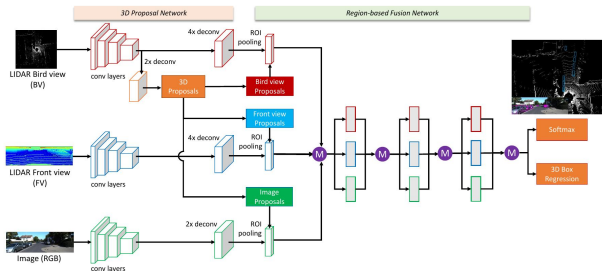 3D Proposal Network
Region-based Fusion Network
4x deconv
ROI
pooling
2x deconv
LIDAR Bird view
(BV)
conv layers
3D
Proposals
Bird view
Proposals
Front view
Proposals
4x deconv
ROI
pooling
LIDAR Front view
(FV)
conv layers
M
M
M
M
Softmax
3D Box
Regression
Image
Proposals
2x deconv
ROI
pooling
Image (RGB)
conv layers